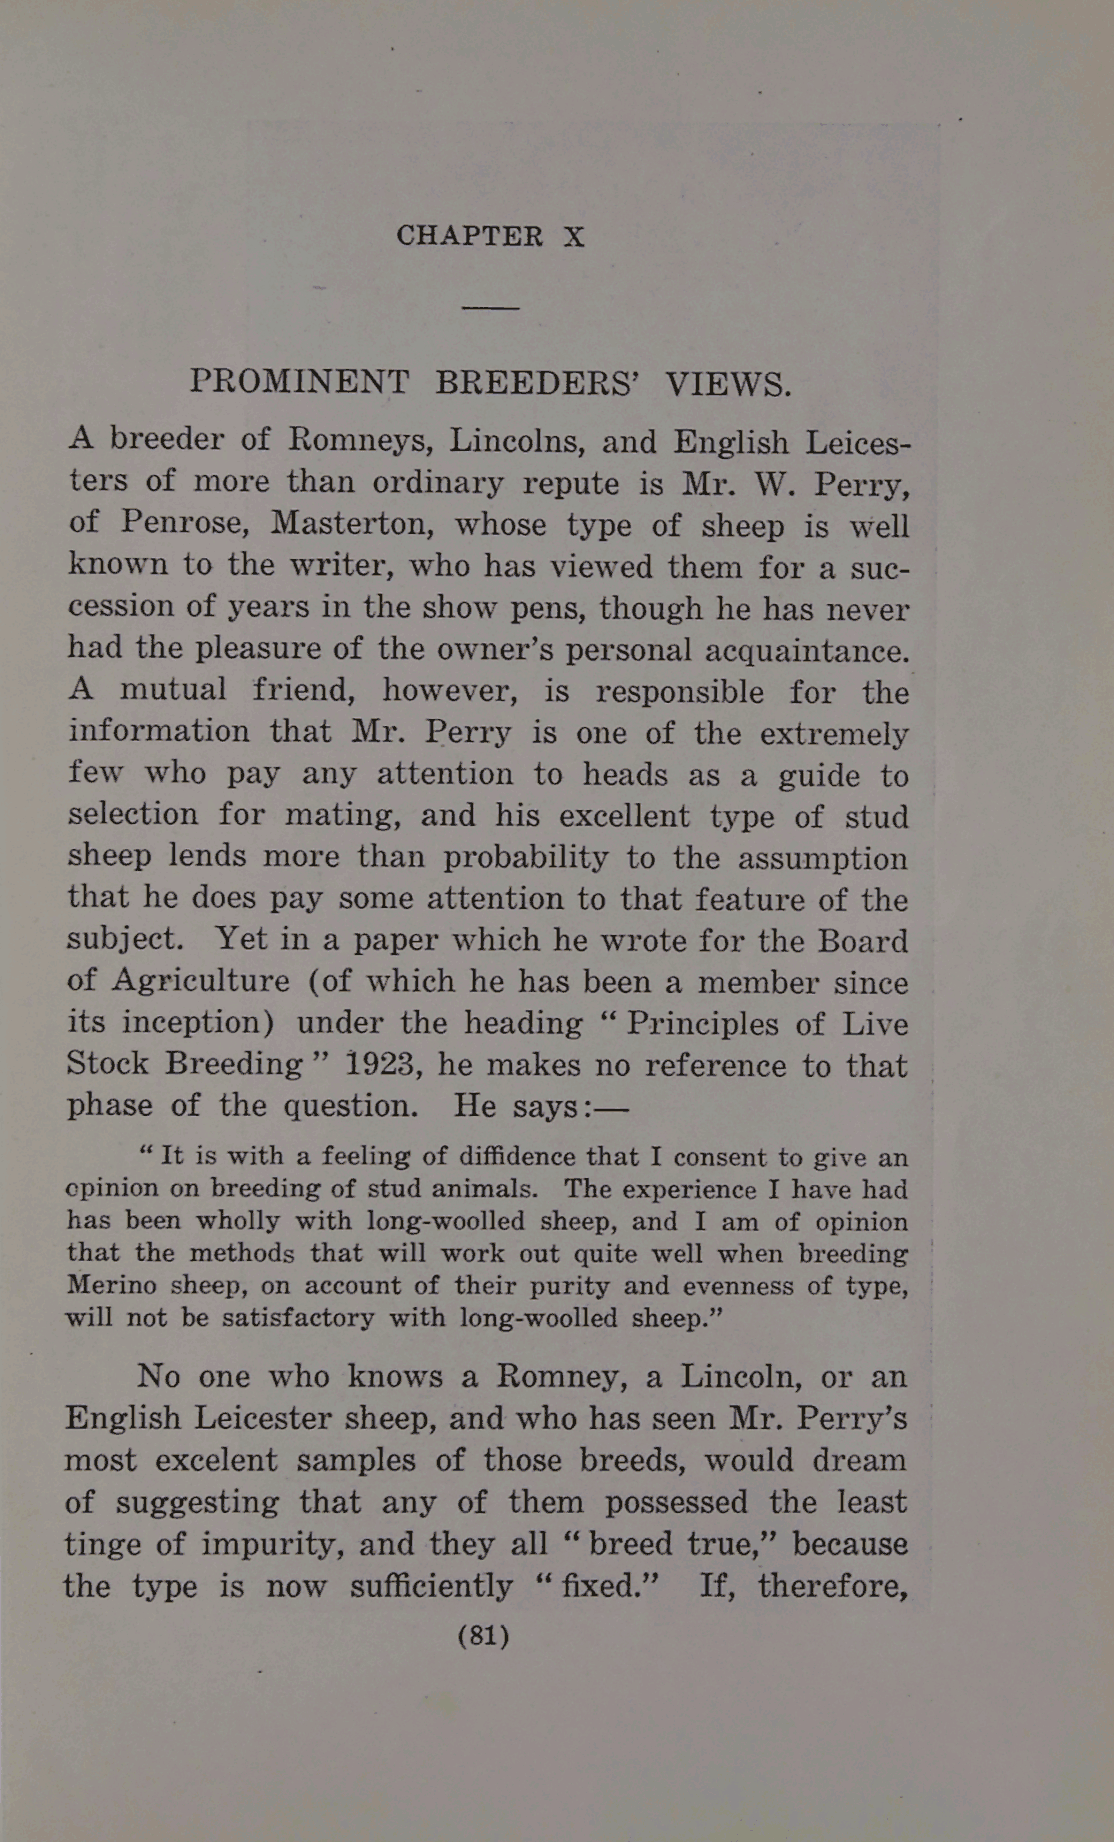 CHAPTER X
PROMINENT BREEDERS’ VIEWS.
A breeder of Romneys, Lincolns, and English Leices-
ters of more than ordinary repute is Mr. W. Perry,
of Penrose, Masterton, whose type of sheep is well
known to the writer, who has viewed them for a suc-
cession of years in the show pens, though he has never
had the pleasure of the owner’s personal acquaintance.
A mutual friend, however, is responsible for the
information that Mr. Perry is one of the extremely
few who pay any attention to heads as a guide to
selection for mating, and his excellent type of stud
sheep lends more than probability to the assumption
that he does pay some attention to that feature of the
subject. Yet in a paper which he wrote for the Board
of Agriculture (of which he has been a member since
its inception) under the heading “ Principles of Live
Stock Breeding ” 1923, he makes no reference to that
phase of the question. He says:—
“ It is with a feeling of diffidence that I consent to give an
opinion on breeding of stud animals. The experience I have had
has been wholly with long-woolled sheep, and I am of opinion
that the methods that will work out quite well when breeding
Merino sheep, on account of their purity and evenness of type,
will not be satisfactory with long-woolled sheep.”
No one who knows a Romney, a Lincoln, or an
English Leicester sheep, and who has seen Mr. Perry’s
most excelent samples of those breeds, would dream
of suggesting that any of them possessed the least
tinge of impurity, and they all “ breed true,” because
the type is now sufficiently “ fixed.” If, therefore,
(81)